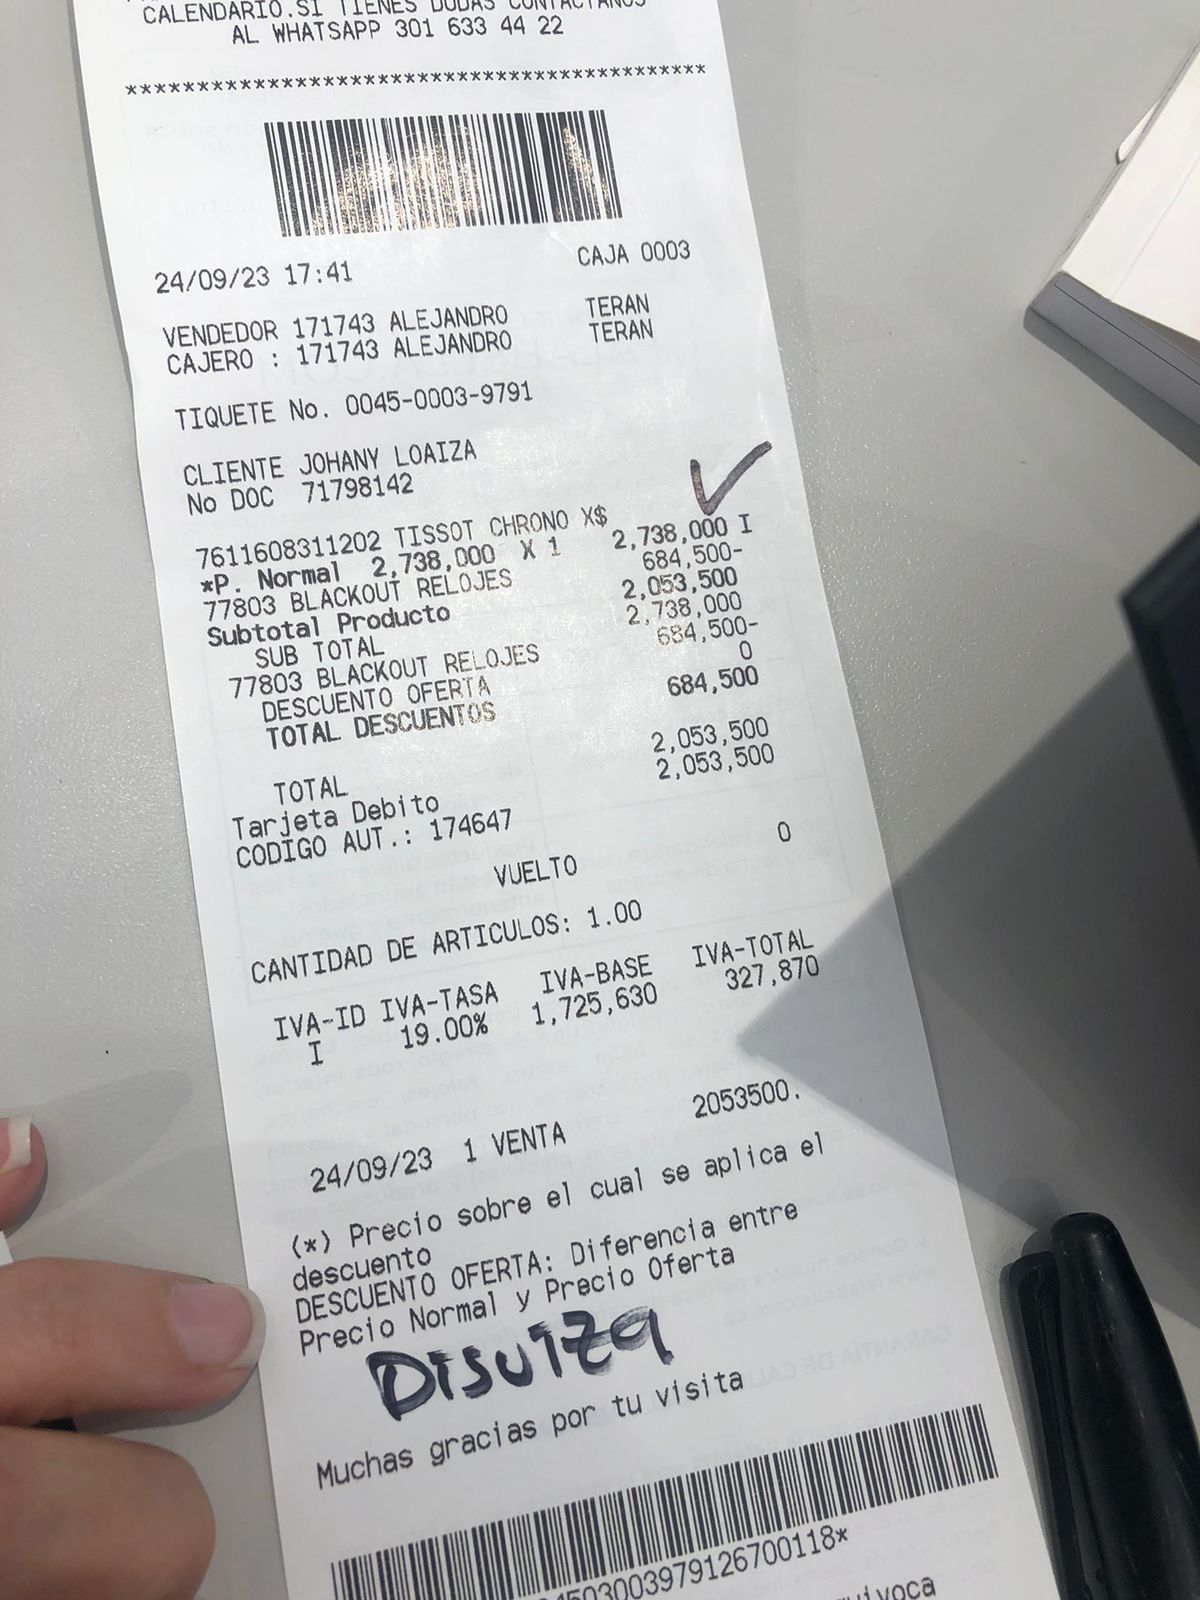 CALENDARIO.SI TIENES DUDAS CONTACTANOS
AL WHATSAPP 301 633 44 22
*******************************************
24/09/23 17:41 CAJA 0003
VENDEDOR 171743 ALEJANDRO TERAN
CAJERO : 171743 ALEJANDRO TERAN
TIQUETE No. 0045-0003-9791
CLIENTE JOHANY LOAIZA
No DOC 71798142
7611608311202 TISSOT CHRONO X$ 2,738,000 I
*P. Normal 2,738,000 X 1
77803 BLACKOUT RELOJES 684,500-
Subtotal Producto 2,053,500
SUB TOTAL 2,738,000
77803 BLACKOUT RELOJES 684,500-
DESCUENTO OFERTA 0
TOTAL DESCUENTOS 684,500
TOTAL 2,053,500
Tarjeta Debito 2,053,500
CODIGO AUT.: 174647
VUELTO 0
CANTIDAD DE ARTICULOS: 1.00
IVA-ID IVA-TASA IVA-BASE IVA-TOTAL
I 19.00% 1,725,630 327,870
24/09/23 1 VENTA 2053500.
(*) Precio sobre el cual se aplica el
descuento
DESCUENTO OFERTA: Diferencia entre
Precio Normal y Precio Oferta
DISUIZA
Muchas gracias por tu visita